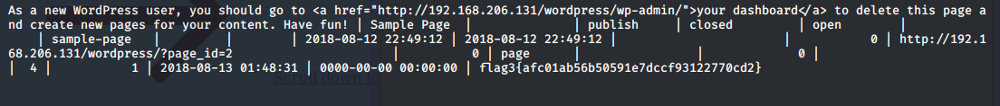 As a new WordPress user, you should go to <a href="http://192.168.206.131/wordpress/wp-admin/">your dashboard</a> to delete this page a
nd create new pages for your content. Have fun! | Sample Page | | publish | closed | open |
| sample-page | | | 2018-08-12 22:49:12 | 2018-08-12 22:49:12 | | 0 | http://192.1
68.206.131/wordpress/?page_id=2 | 0 | page | | 0 |
| 4 | 1 | 2018-08-13 01:48:31 | 0000-00-00 00:00:00 | flag3{afc01ab56b50591e7dccf93122770cd2}
Scroll down to